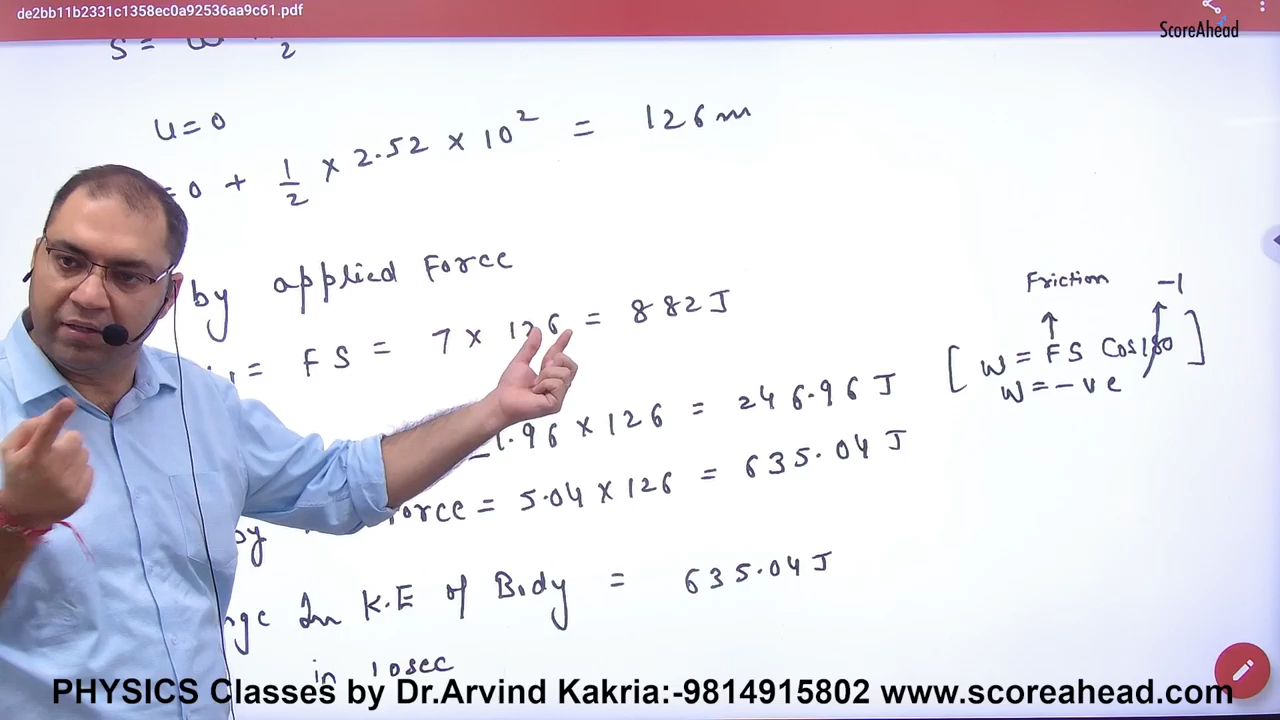 de2bb11b2331c1358ec0a92536aa9c61.pdf
ScoreAhead
S =
2
u = 0
= 0 + 1/2 × 2.52 × 10² = 126 m
by applied Force
= FS = 7 × 126 = 882 J
Friction -1
[ W = FS Cos180 ]
W = -ve
1.96 × 126 = 246.96 J
by Force = 5.04 × 126 = 635.04 J
In K.E of Body = 635.04 J
in 10sec
PHYSICS Classes by Dr.Arvind Kakria:-9814915802 www.scoreahead.com